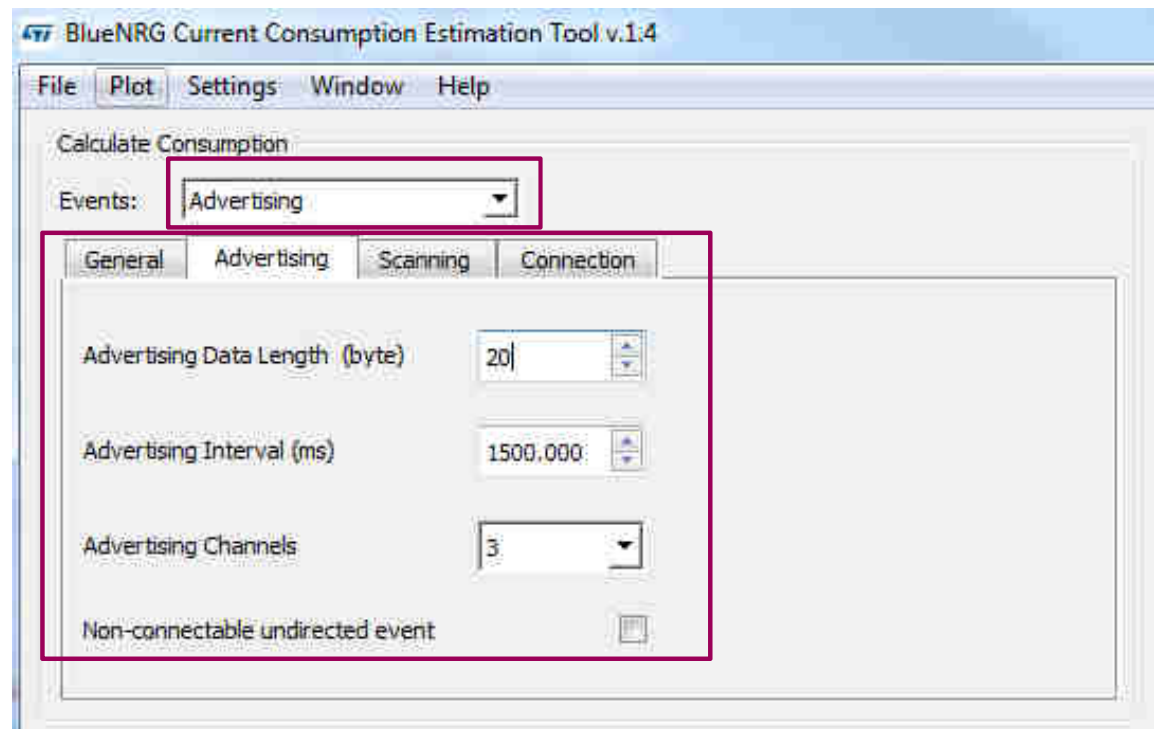 BlueNRG Current Consumption Estimation Tool v.1.4
File Plot Settings Window Help
Calculate Consumption
Events: Advertising
General Advertising Scanning Connection
Advertising Data Length (byte) 20
Advertising Interval (ms) 1500.000
Advertising Channels 3
Non-connectable undirected event